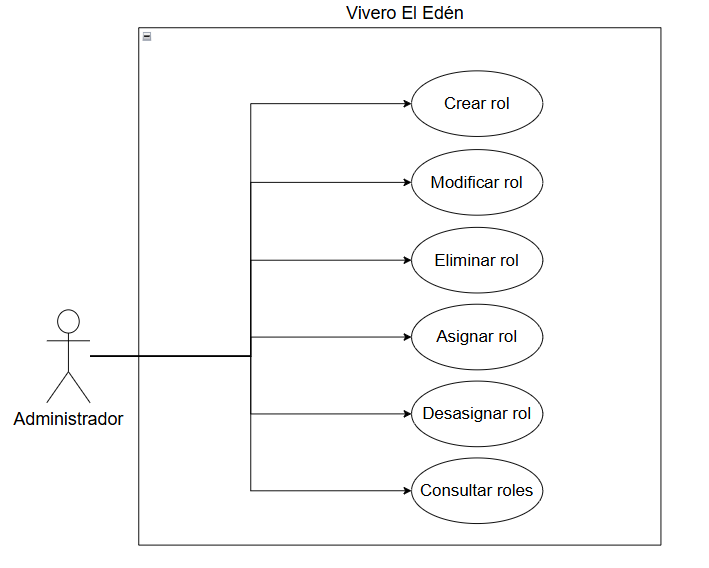 Vivero El Edén
Crear rol
Modificar rol
Eliminar rol
Asignar rol
Desasignar rol
Consultar roles
Administrador